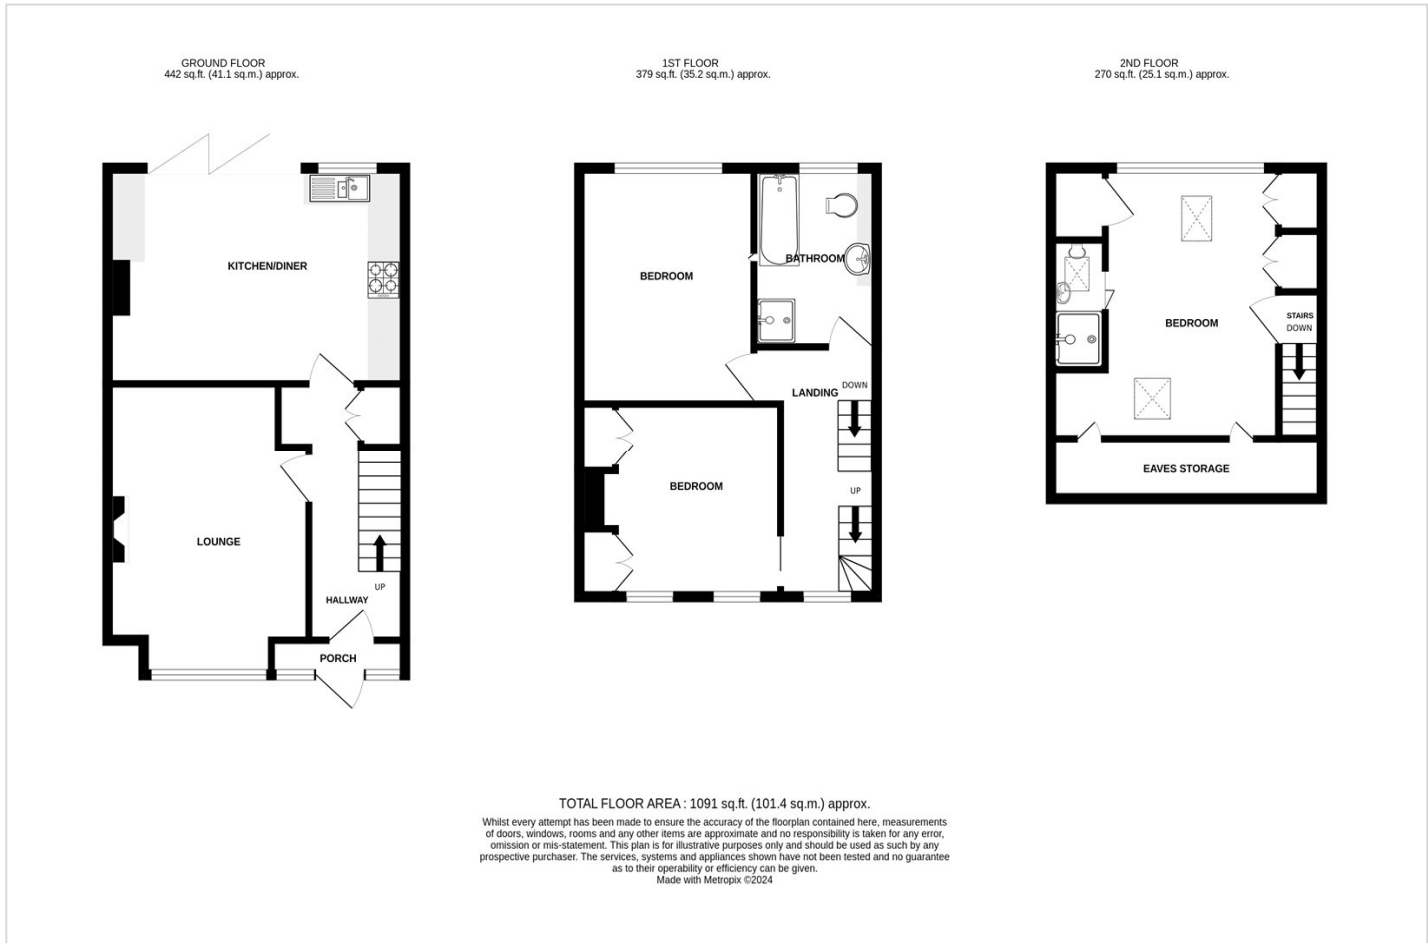 GROUND FLOOR
442 sq.ft. (41.1 sq.m.) approx.
1ST FLOOR
379 sq.ft. (35.2 sq.m.) approx.
2ND FLOOR
270 sq.ft. (25.1 sq.m.) approx.
KITCHEN/DINER
LOUNGE
UP
HALLWAY
PORCH
BEDROOM
BATHROOM
LANDING
DOWN
BEDROOM
UP
BEDROOM
STAIRS
DOWN
EAVES STORAGE
TOTAL FLOOR AREA : 1091 sq.ft. (101.4 sq.m.) approx.
Whilst every attempt has been made to ensure the accuracy of the floorplan contained here, measurements
of doors, windows, rooms and any other items are approximate and no responsibility is taken for any error,
omission or mis-statement. This plan is for illustrative purposes only and should be used as such by any
prospective purchaser. The services, systems and appliances shown have not been tested and no guarantee
as to their operability or efficiency can be given.
Made with Metropix ©2024